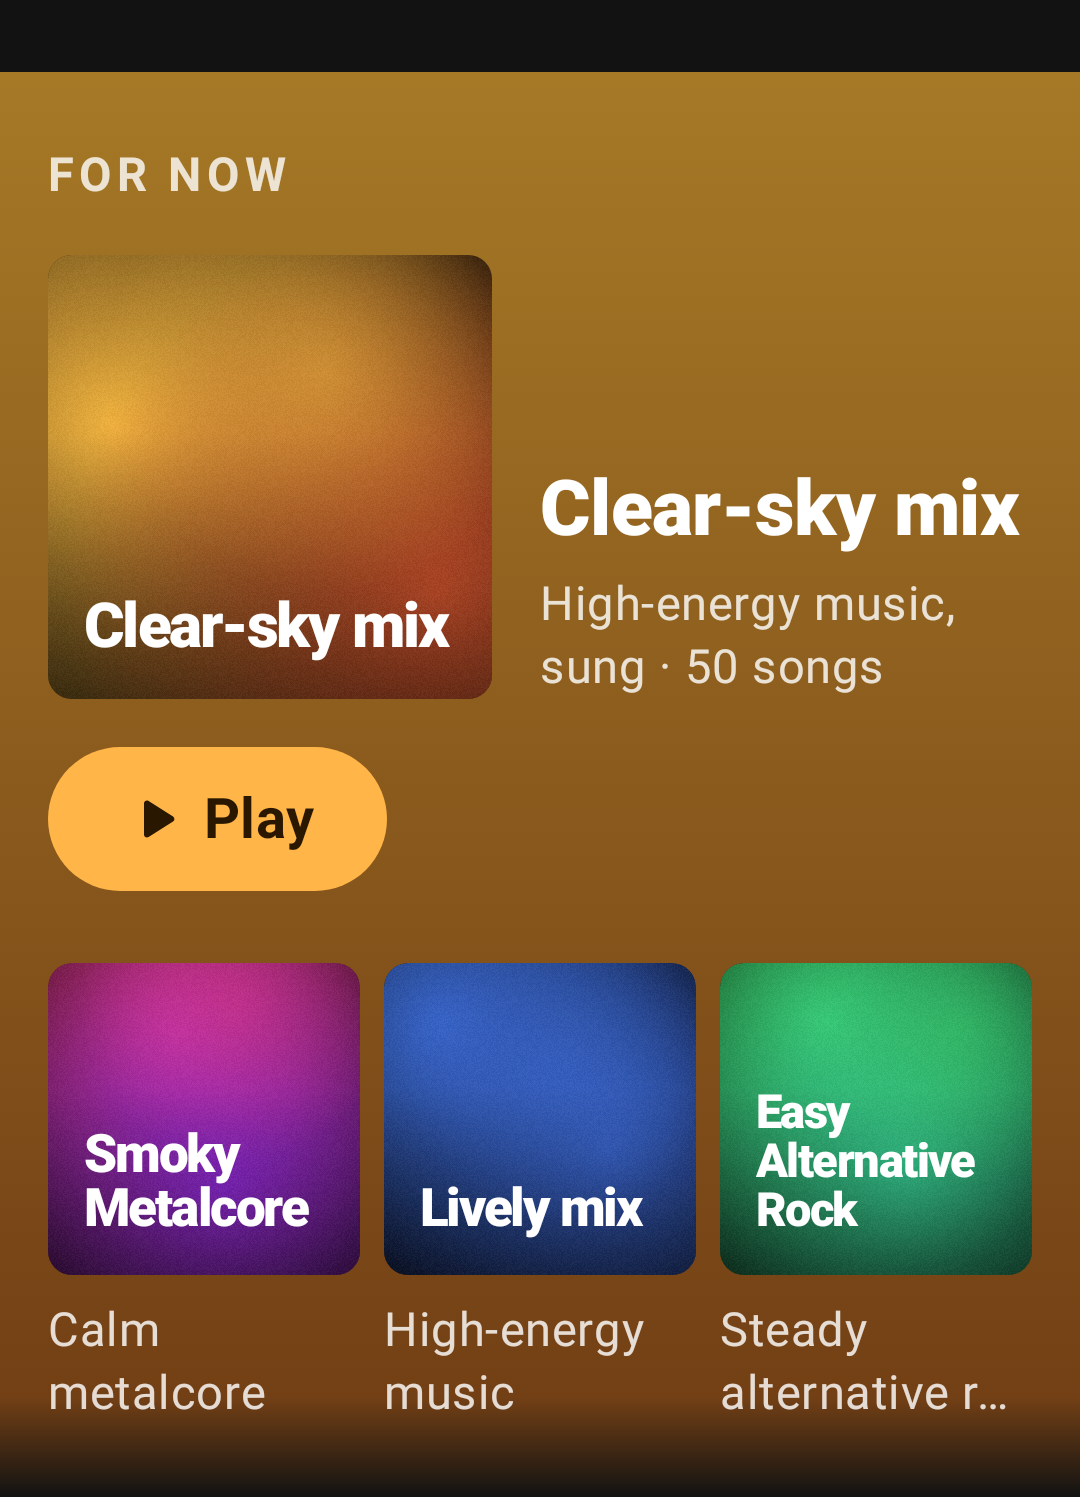 FOR NOW
Clear-sky mix
Clear-sky mix
High-energy music,
sung · 50 songs
Play
Smoky
Metalcore
Lively mix
Easy
Alternative
Rock
Calm
metalcore
High-energy
music
Steady
alternative r…